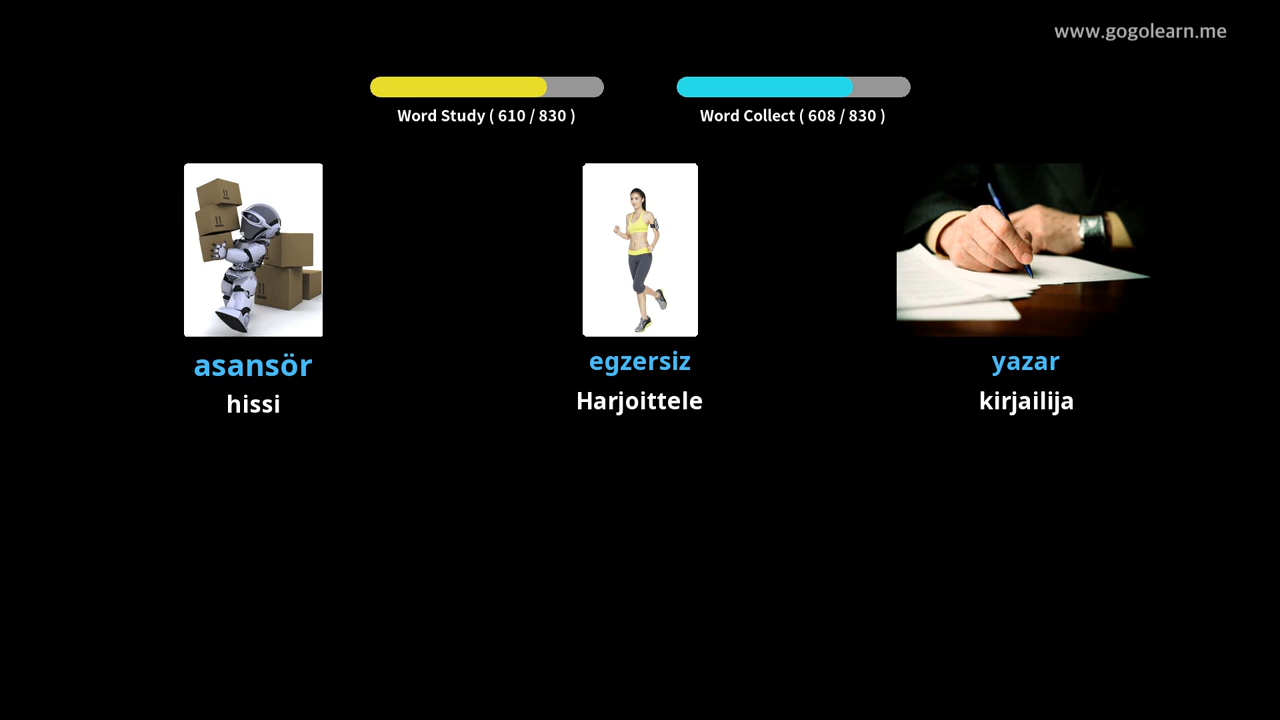 www.gogolearn.me
Word Study ( 610 / 830 )
Word Collect ( 608 / 830 )
asansör
hissi
egzersiz
Harjoittele
yazar
kirjailija